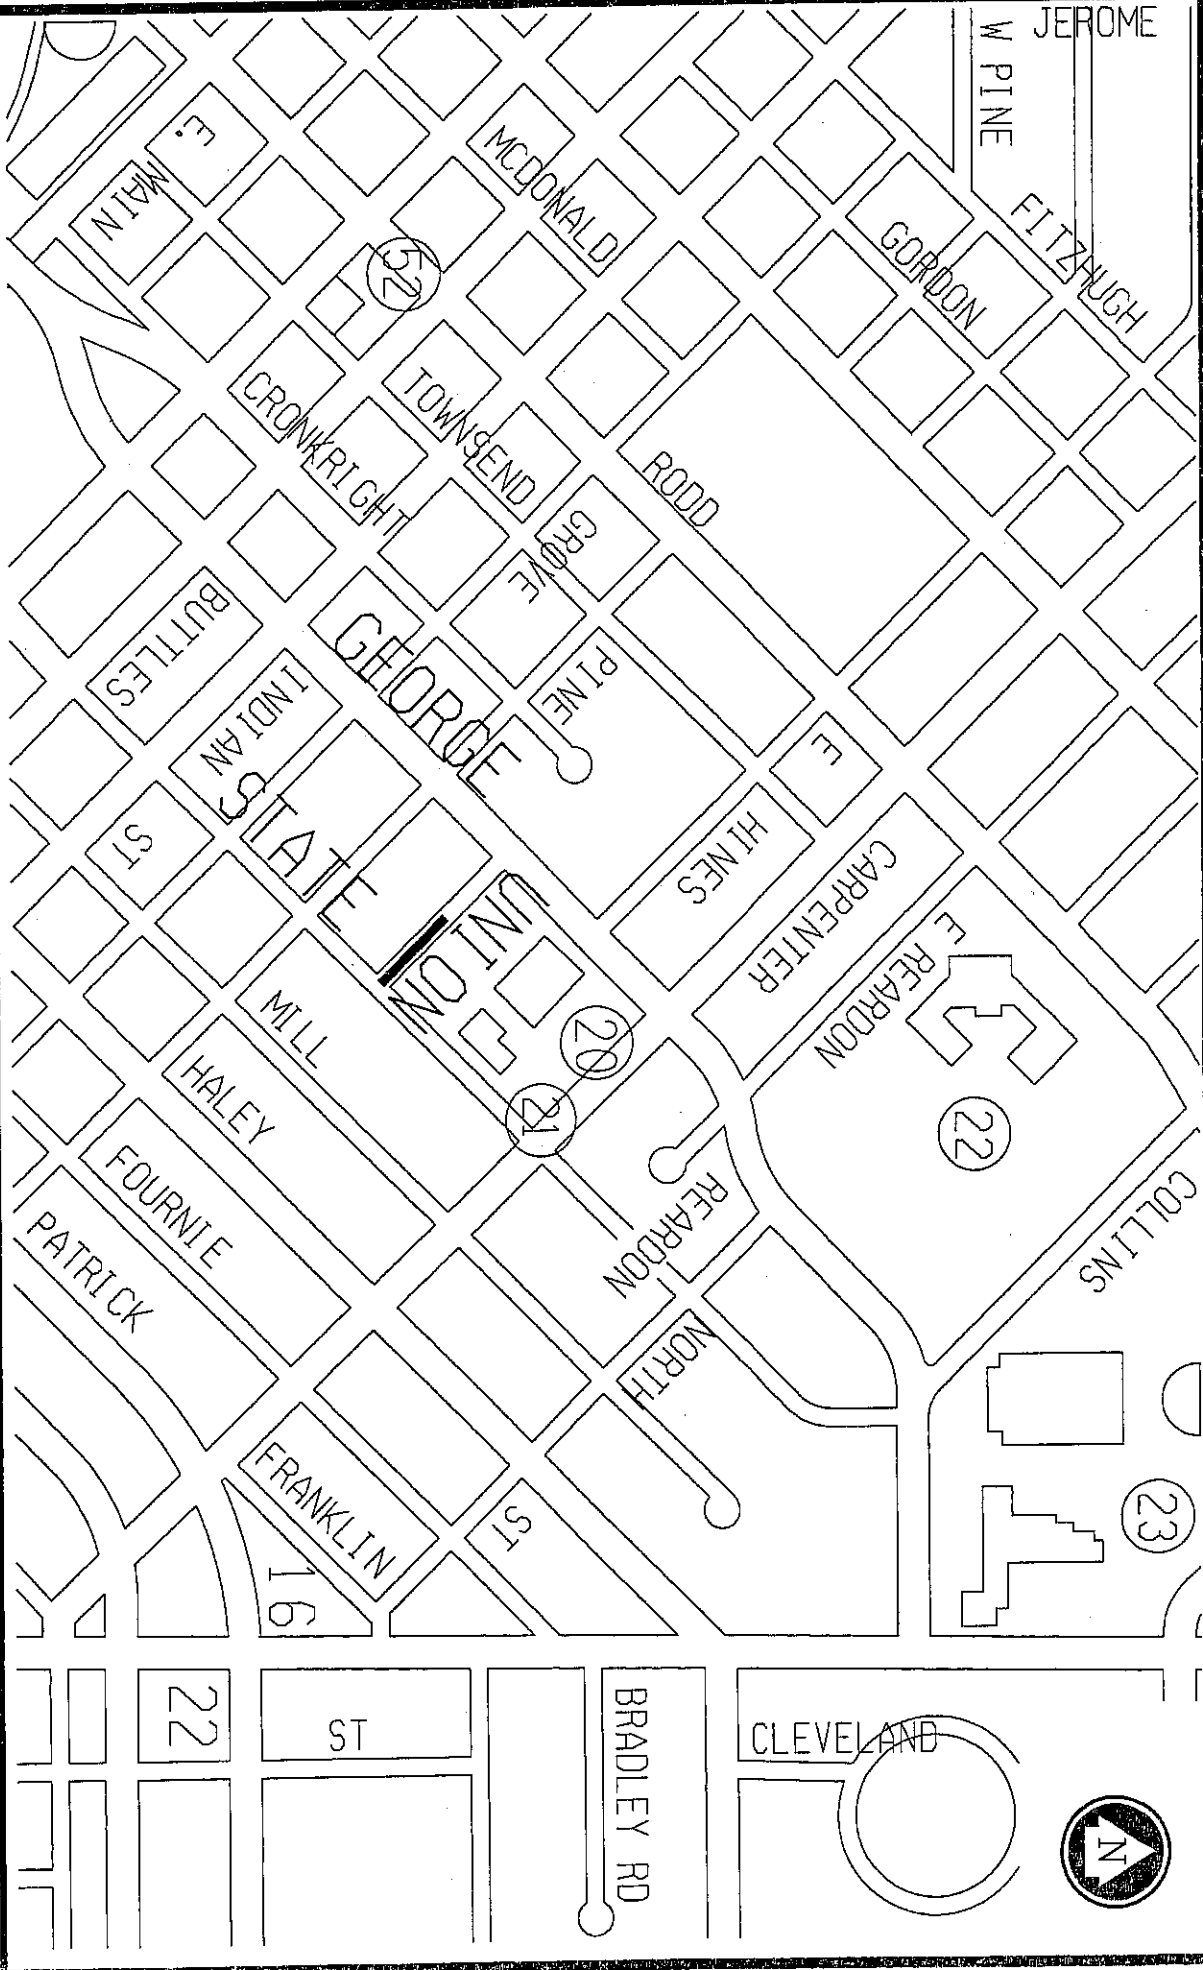 JEROME
W PINE
FITZHUGH
GORDON
MCDONALD
E.
MAIN
52
CRONKRIGHT
TOWNSEND
RODD
GROVE
BUTTLES
GEORGE
PINE
INDIAN
STATE
E
HINES
CARPENTER
ST
UNION
E REARDON
MILL
20
HALEY
21
22
FOURNIE
REARDON
COLLINS
PATRICK
NORTH
FRANKLIN
ST
23
16
22
ST
BRADLEY RD
CLEVELAND
N